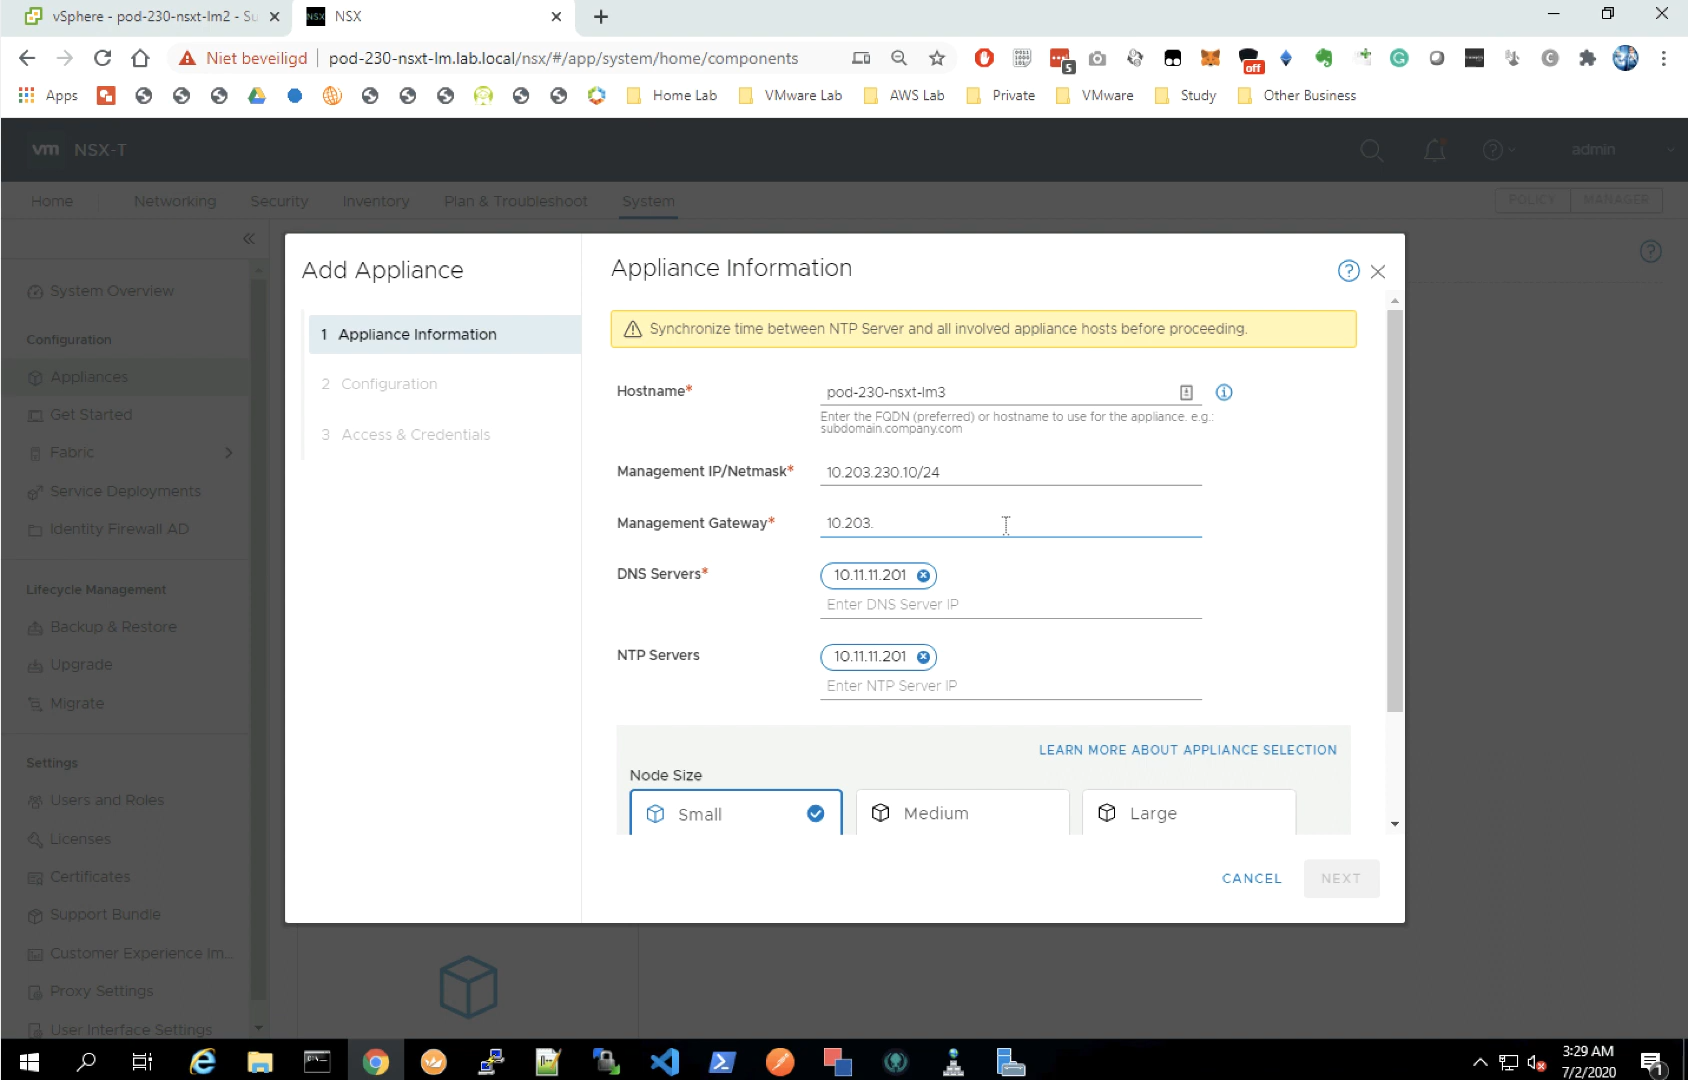 vSphere - pod-230-nsxt-lm2 - Su
NSX NSX
Niet beveiligd pod-230-nsxt-lm.lab.local/nsx/#/app/system/home/components
5
off
Apps Home Lab VMware Lab AWS Lab Private VMware Study Other Business
vm NSX-T
admin
Home Networking Security Inventory Plan & Troubleshoot System
POLICY MANAGER
System Overview
Configuration
Appliances
Get Started
Fabric
Service Deployments
Identity Firewall AD
Lifecycle Management
Backup & Restore
Upgrade
Migrate
Settings
Users and Roles
Licenses
Certificates
Support Bundle
Customer Experience Im...
Proxy Settings
User Interface Settings
Add Appliance
1 Appliance Information
2 Configuration
3 Access & Credentials
Appliance Information
Synchronize time between NTP Server and all involved appliance hosts before proceeding.
Hostname* pod-230-nsxt-lm3
Enter the FQDN (preferred) or hostname to use for the appliance. e.g.:
subdomain.company.com
Management IP/Netmask* 10.203.230.10/24
Management Gateway* 10.203.
DNS Servers* 10.11.11.201
Enter DNS Server IP
NTP Servers 10.11.11.201
Enter NTP Server IP
LEARN MORE ABOUT APPLIANCE SELECTION
Node Size
Small Medium Large
CANCEL NEXT
3:29 AM
7/2/2020
1